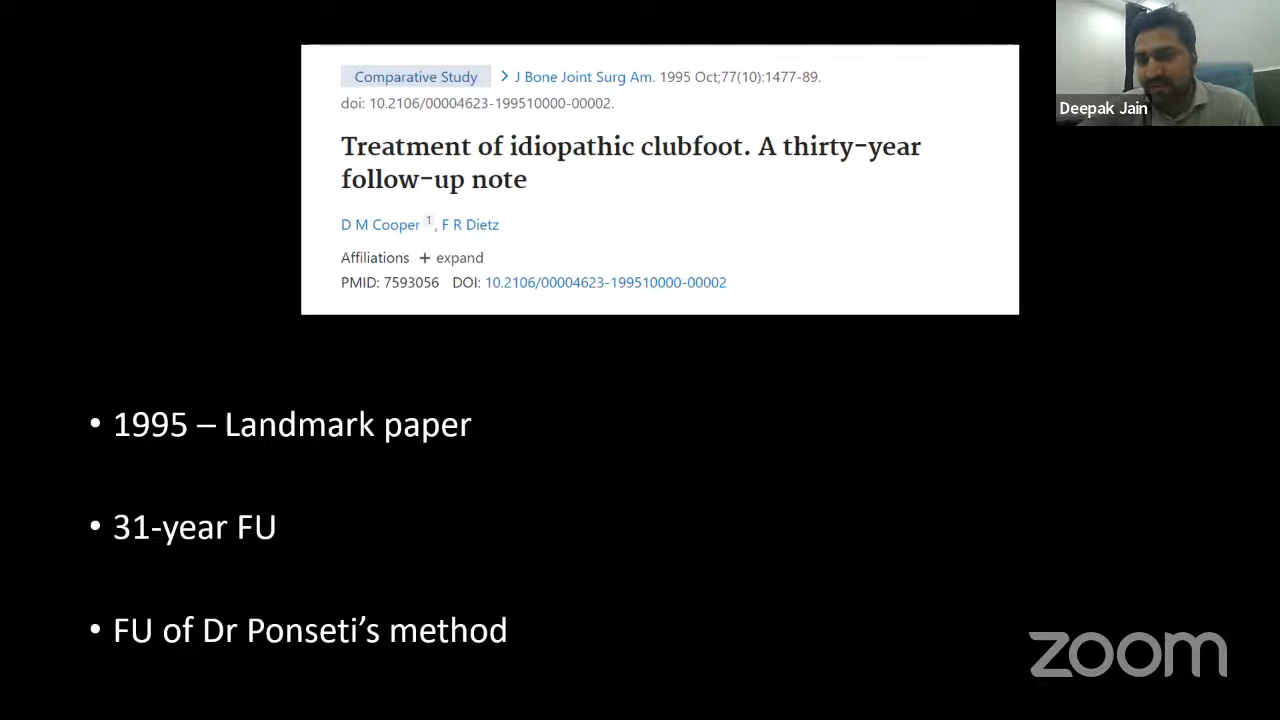 Comparative Study > J Bone Joint Surg Am. 1995 Oct;77(10):1477-89.
doi: 10.2106/00004623-199510000-00002.
Treatment of idiopathic clubfoot. A thirty-year
follow-up note
D M Cooper 1, F R Dietz
Affiliations + expand
PMID: 7593056 DOI: 10.2106/00004623-199510000-00002
Deepak Jain
• 1995 – Landmark paper
• 31-year FU
• FU of Dr Ponseti’s method
zoom